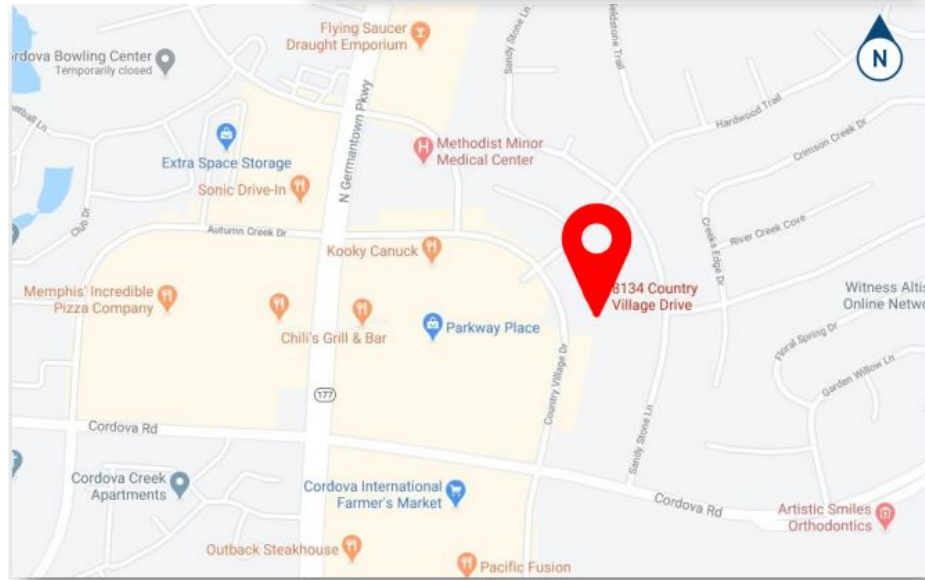 Flying Saucer
Draught Emporium
Cordova Bowling Center
Temporarily closed
Sandy Stone Ln
Fieldstone Trail
N
Hardwood Trail
Crimson Creek Dr
N Germantown Pkwy
Methodist Minor
Medical Center
Extra Space Storage
Sonic Drive-In
Club Dr
Autumn Creek Dr
Kooky Canuck
River Creek Cove
Creeks Edge Dr
Memphis' Incredible
Pizza Company
8134 Country
Village Drive
Witness Altis
Online Netwo
Chili's Grill & Bar
Parkway Place
Floral Spring Dr
Country Village Dr
Garden Willow Ln
177
Sandy Stone Ln
Cordova Rd
Cordova Creek
Apartments
Cordova International
Farmer's Market
Cordova Rd
Artistic Smiles
Orthodontics
Outback Steakhouse
Pacific Fusion